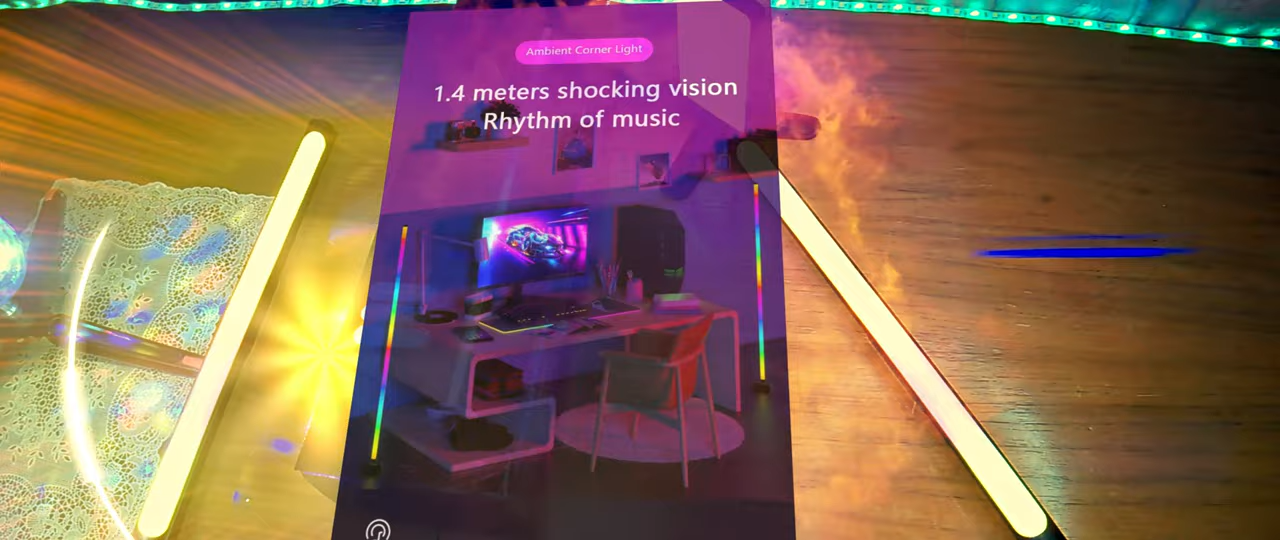 Ambient Corner Light
1.4 meters shocking vision
Rhythm of music